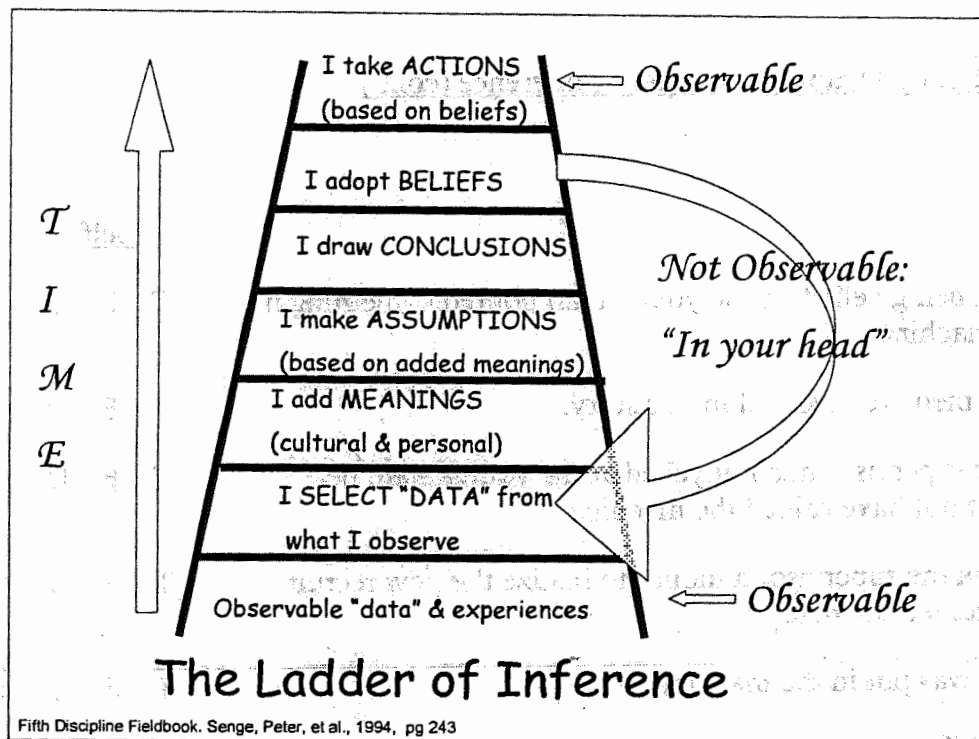 I take ACTIONS
(based on beliefs)
Observable
I adopt BELIEFS
I draw CONCLUSIONS
Not Observable:
"In your head"
I make ASSUMPTIONS
(based on added meanings)
I add MEANINGS
(cultural & personal)
I SELECT "DATA" from
what I observe
Observable "data" & experiences
Observable
T
I
M
E
The Ladder of Inference
Fifth Discipline Fieldbook. Senge, Peter, et al., 1994, pg 243